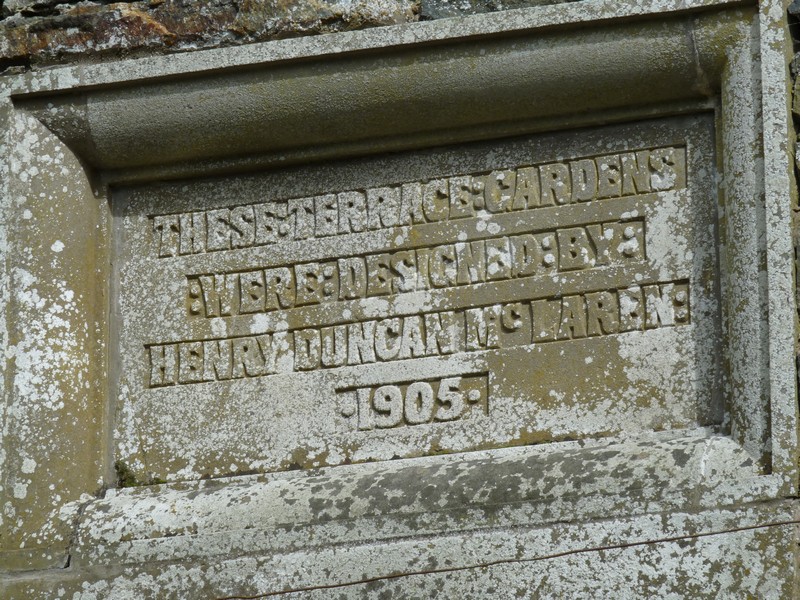 THESE:TERRACE:GARDENS
:WERE:DESIGNED:BY:
HENRY DUNCAN McLAREN:
·1905·